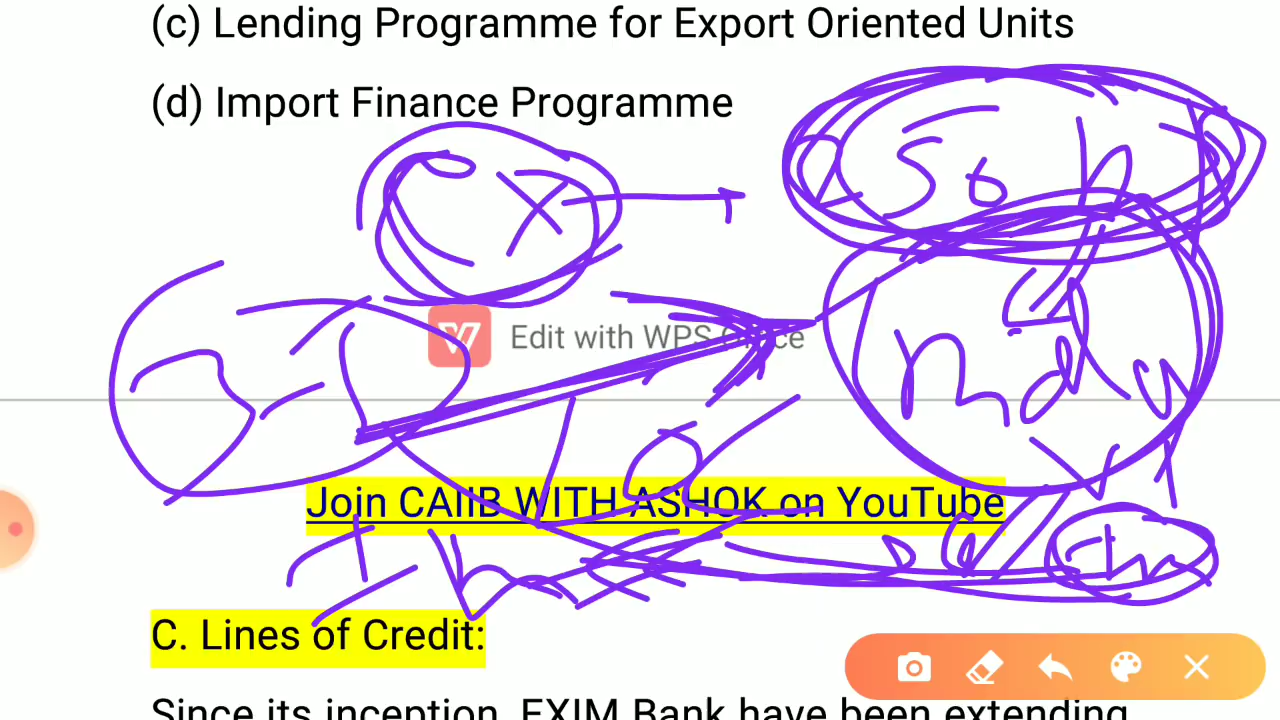 (c) Lending Programme for Export Oriented Units
(d) Import Finance Programme
Edit with WPS Office
Join CAIIB WITH ASHOK on YouTube
C. Lines of Credit:
Since its inception, EXIM Bank have been extending